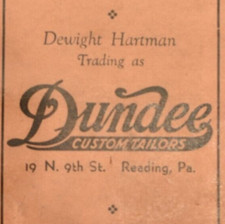 Dewight Hartman
Trading as
Dundee
CUSTOM TAILORS
19 N. 9th St. Reading, Pa.